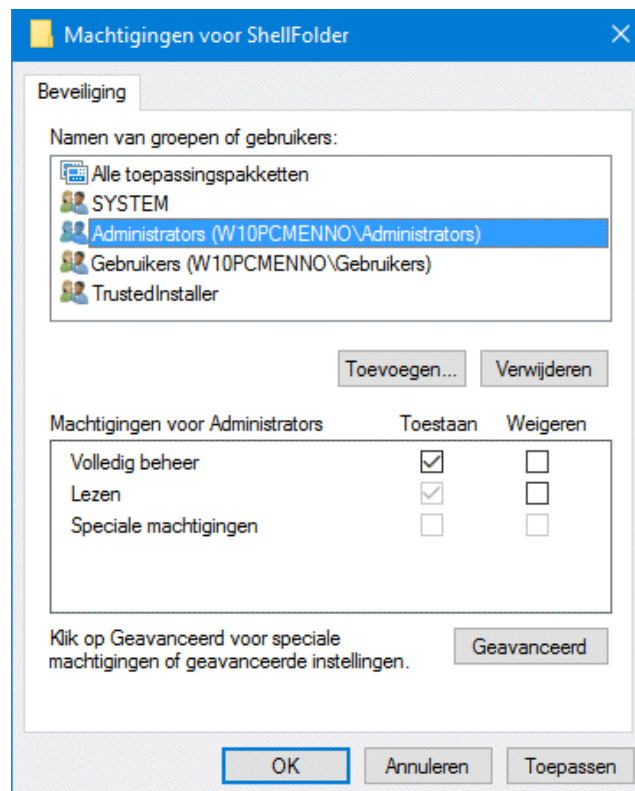 Machtigingen voor ShellFolder
Beveiliging
Namen van groepen of gebruikers:
Alle toepassingspakketten
SYSTEM
Administrators (W10PCMENNO\Administrators)
Gebruikers (W10PCMENNO\Gebruikers)
TrustedInstaller
Toevoegen... Verwijderen
Machtigingen voor Administrators Toestaan Weigeren
Volledig beheer
Lezen
Speciale machtigingen
Klik op Geavanceerd voor speciale
machtigingen of geavanceerde instellingen.
Geavanceerd
OK Annuleren Toepassen